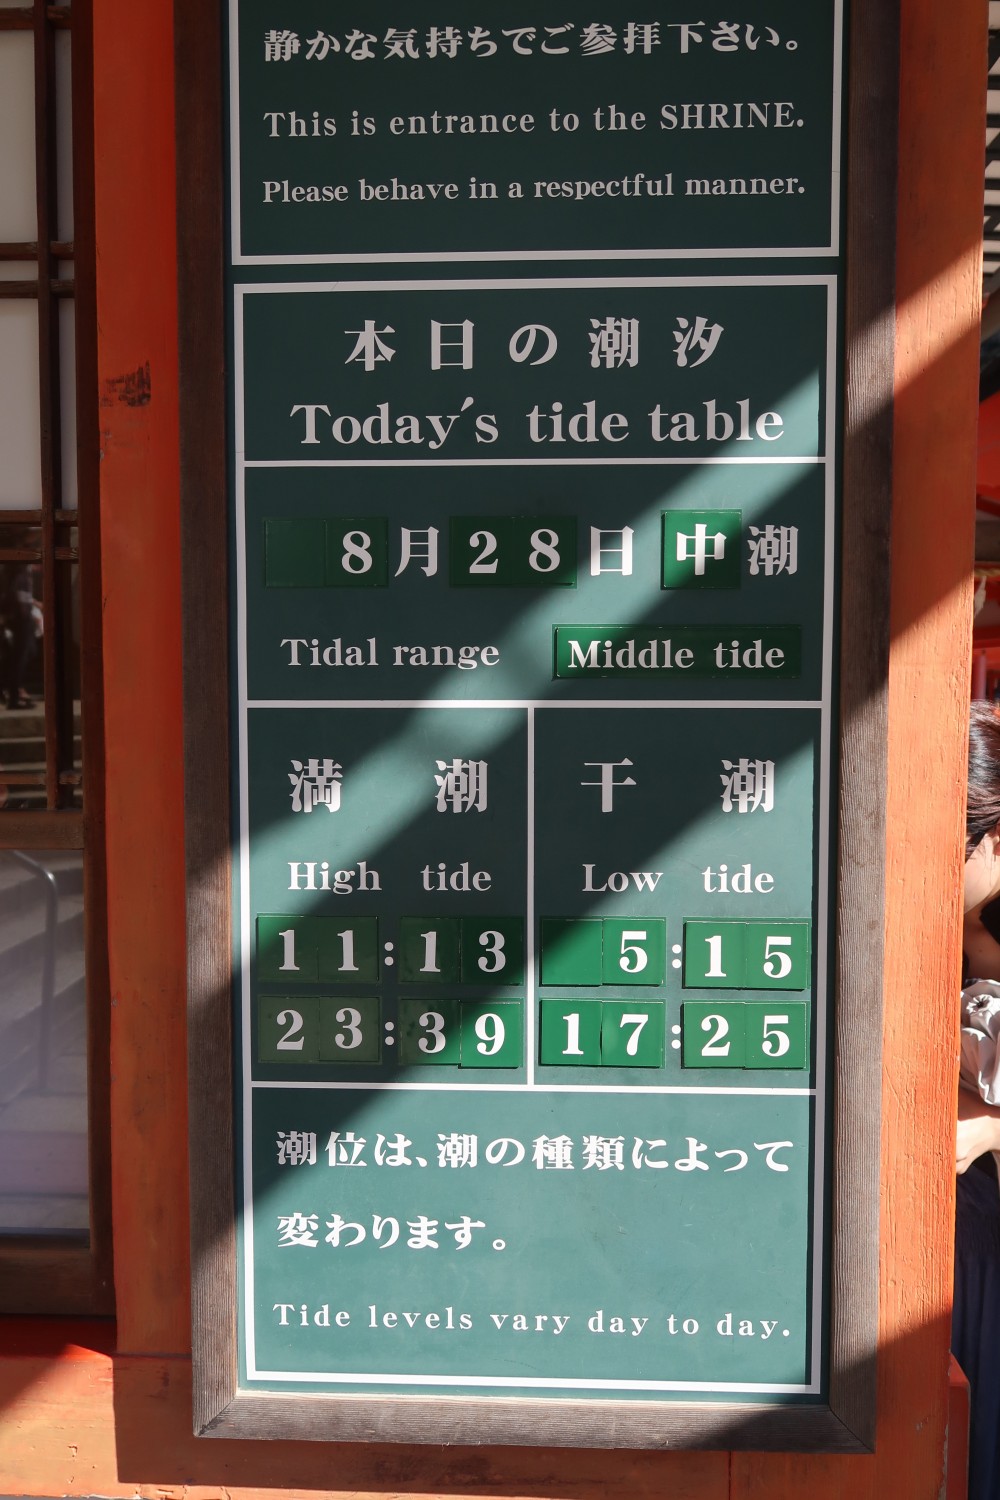 静かな気持ちでご参拝下さい。
This is entrance to the SHRINE.
Please behave in a respectful manner.
本日の潮汐
Today's tide table
8月28日 中潮
Tidal range Middle tide
満潮 干潮
High tide Low tide
11:13 5:15
23:39 17:25
潮位は、潮の種類によって
変わります。
Tide levels vary day to day.